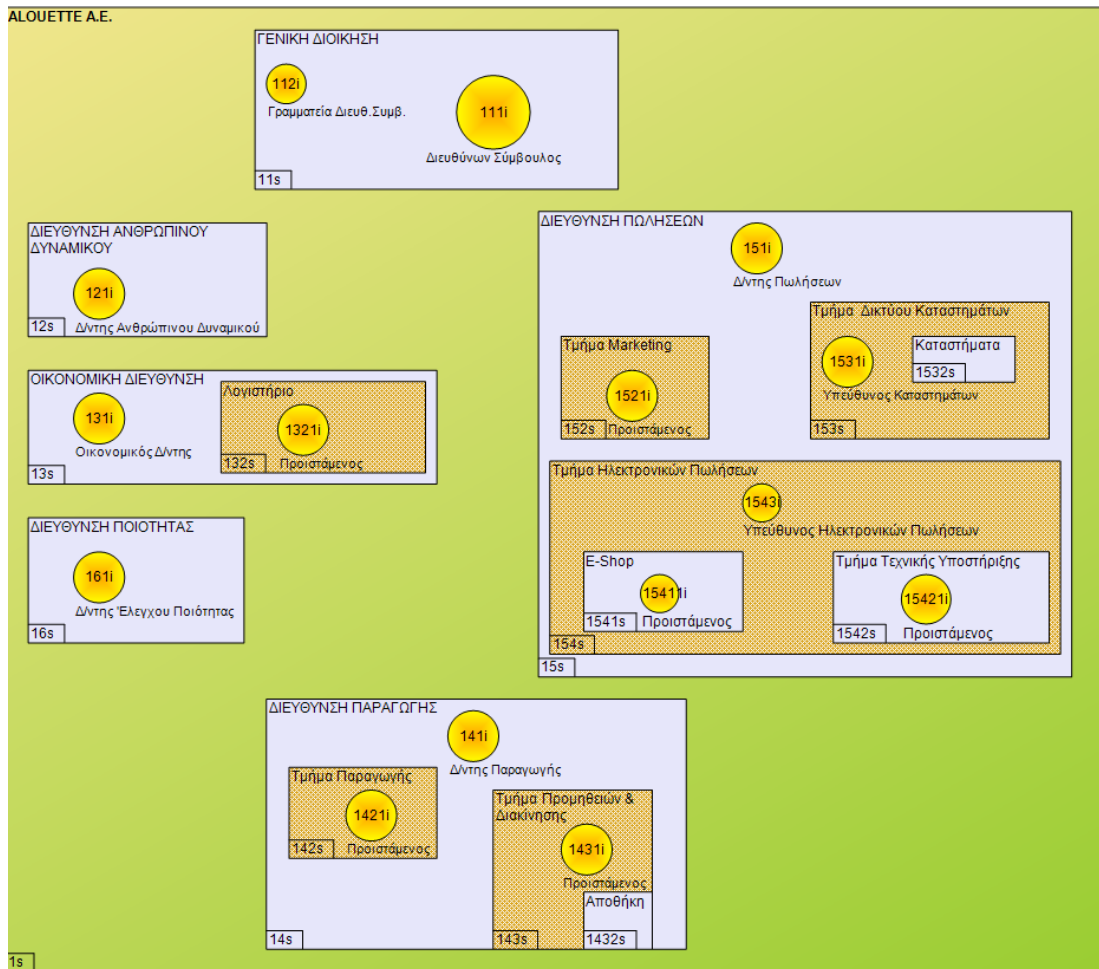 ALOUETTE A.E.
ΓΕΝΙΚΗ ΔΙΟΙΚΗΣΗ
112i
Γραμματεία Διευθ.Συμβ.
111i
Διευθύνων Σύμβουλος
11s
ΔΙΕΥΘΥΝΣΗ ΑΝΘΡΩΠΙΝΟΥ
ΔΥΝΑΜΙΚΟΥ
121i
Δ/ντης Ανθρώπινου Δυναμικού
12s
ΟΙΚΟΝΟΜΙΚΗ ΔΙΕΥΘΥΝΣΗ
131i
Οικονομικός Δ/ντης
Λογιστήριο
1321i
Προιστάμενος
132s
13s
ΔΙΕΥΘΥΝΣΗ ΠΟΙΟΤΗΤΑΣ
161i
Δ/ντης Έλεγχου Ποιότητας
16s
ΔΙΕΥΘΥΝΣΗ ΠΩΛΗΣΕΩΝ
151i
Δ/ντης Πωλήσεων
Τμήμα Marketing
1521i
Προιστάμενος
152s
Τμήμα Δικτύου Καταστημάτων
1531i
Υπεύθυνος Καταστημάτων
Καταστήματα
1532s
153s
Τμήμα Ηλεκτρονικών Πωλήσεων
1543i
Υπεύθυνος Ηλεκτρονικών Πωλήσεων
E-Shop
15411i
Προιστάμενος
1541s
Τμήμα Τεχνικής Υποστήριξης
15421i
Προιστάμενος
1542s
154s
15s
ΔΙΕΥΘΥΝΣΗ ΠΑΡΑΓΩΓΗΣ
141i
Δ/ντης Παραγωγής
Τμήμα Παραγωγής
1421i
Προιστάμενος
142s
Τμήμα Προμηθειών &
Διακίνησης
1431i
Προιστάμενος
Αποθήκη
1432s
143s
14s
1s